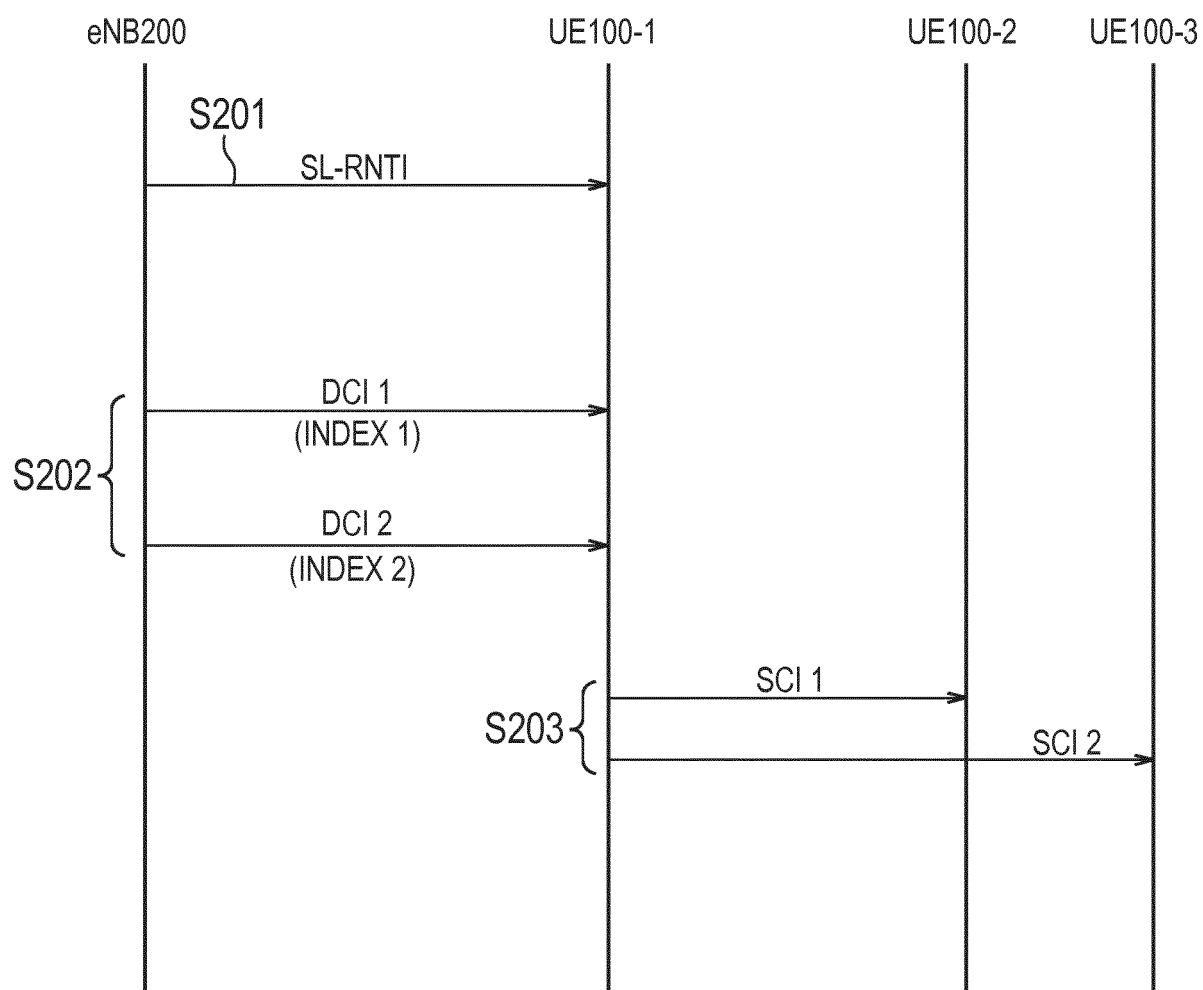 eNB200
UE100-1
UE100-2
UE100-3
S201
SL-RNTI
DCI 1
(INDEX 1)
S202
DCI 2
(INDEX 2)
SCI 1
S203
SCI 2